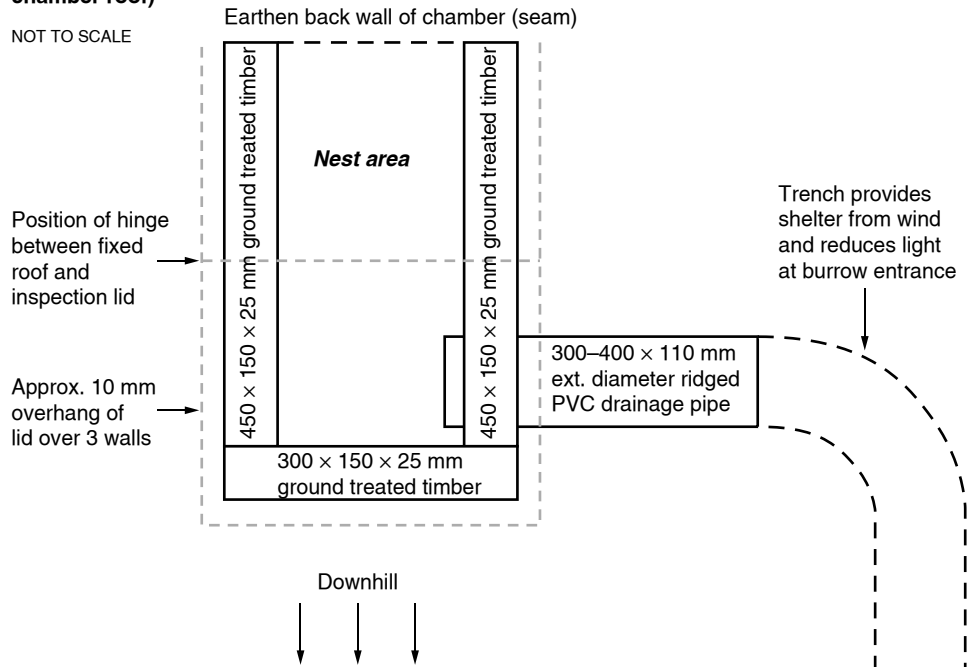 chamber roof)
NOT TO SCALE
Earthen back wall of chamber (seam)
450 × 150 × 25 mm ground treated timber
Nest area
450 × 150 × 25 mm ground treated timber
Position of hinge
between fixed
roof and
inspection lid
Trench provides
shelter from wind
and reduces light
at burrow entrance
300–400 × 110 mm
ext. diameter ridged
PVC drainage pipe
Approx. 10 mm
overhang of
lid over 3 walls
300 × 150 × 25 mm
ground treated timber
Downhill